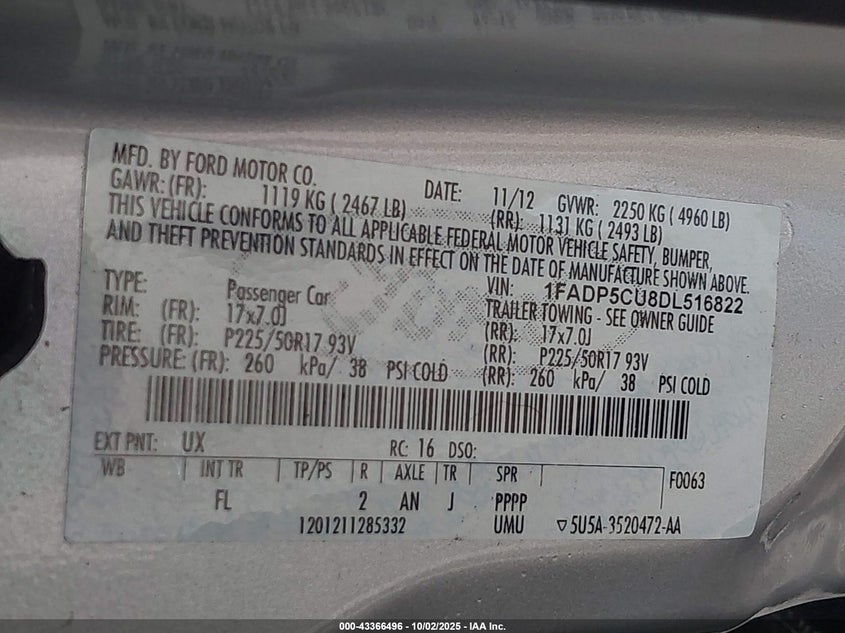 MFD. BY FORD MOTOR CO. DATE: 11/12 GVWR: 2250 KG ( 4960 LB)
GAWR: (FR): 1119 KG ( 2467 LB) (RR): 1131 KG ( 2493 LB)
THIS VEHICLE CONFORMS TO ALL APPLICABLE FEDERAL MOTOR VEHICLE SAFETY, BUMPER,
AND THEFT PREVENTION STANDARDS IN EFFECT ON THE DATE OF MANUFACTURE SHOWN ABOVE.
VIN: 1FADP5CU8DL516822
TYPE: Passenger Car TRAILER TOWING - SEE OWNER GUIDE
RIM: (FR): 17x7.0J (RR): 17x7.0J
TIRE: (FR): P225/50R17 93V (RR): P225/50R17 93V
PRESSURE: (FR): 260 kPa/ 38 PSI COLD (RR): 260 kPa/ 38 PSI COLD
EXT PNT: UX RC: 16 DSO:
WB INT TR TP/PS R AXLE TR SPR F0063
FL 2 AN J PPPP
1201211285332 UMU ▽5U5A-3520472-AA
000-43366496 - 10/02/2025 - IAA Inc.